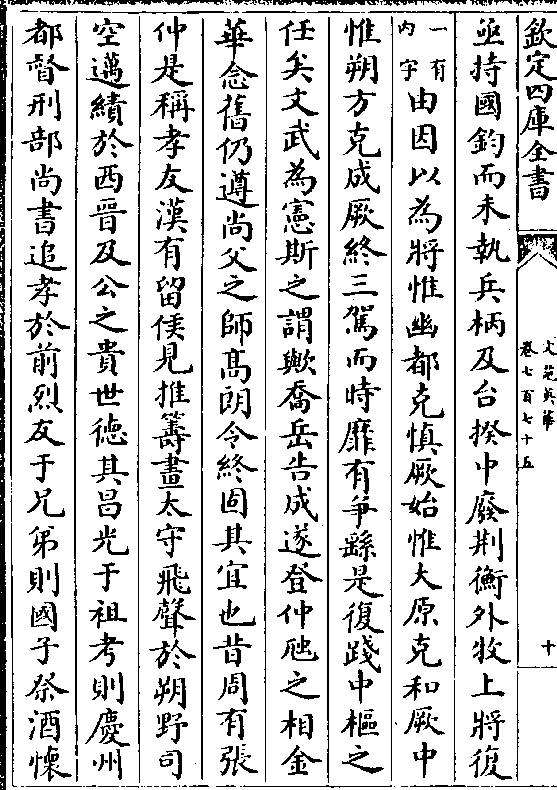 欽定四庫全書
文苑英華
卷七百七十五
十
亟持國鈞而未執兵柄及台揆中廢荆衡外牧上將復
一有
内字
由因以為將惟幽都克慎厥始惟大原克和厥中
惟朔方克成厥終三駕而時靡有爭繇是復踐中樞之
任矣文武為憲斯之謂歟喬岳告成遂登仲虺之相金
華念舊仍遵尚父之師髙朗令終固其宜也昔周有張
仲是稱孝友漢有留侯見推籌畫太守飛聲於朔野司
空邁績於西晉及公之貴世徳其昌光于祖考則慶州
都督刑部尚書追孝於前烈友于兄弟則國子祭酒懷